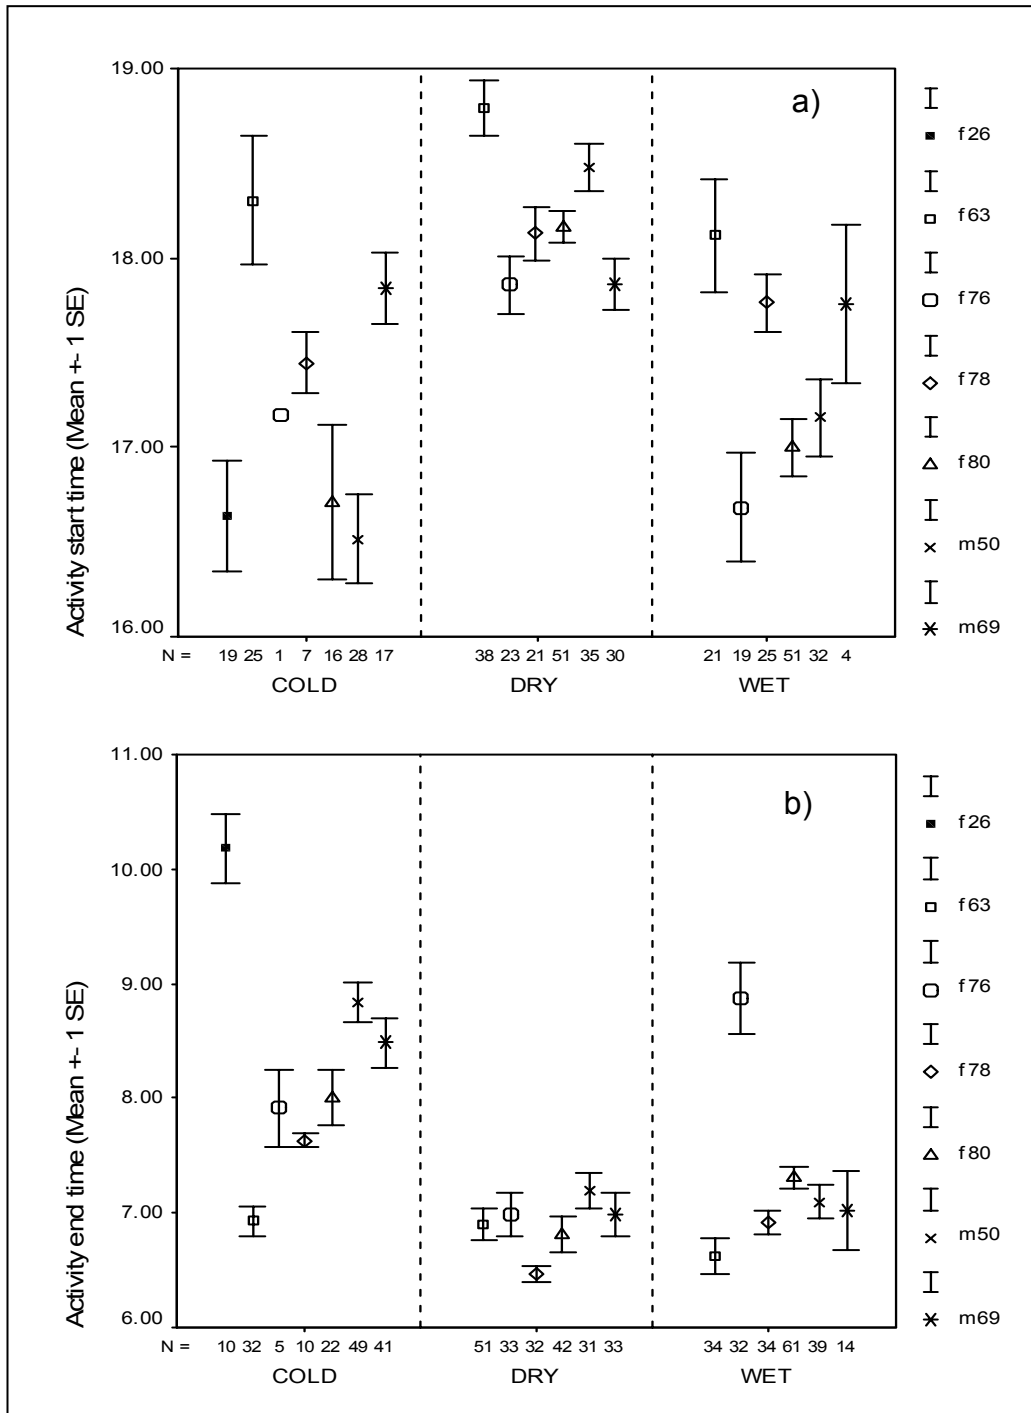 a)
Activity start time (Mean +- 1 SE)
19.00
18.00
17.00
16.00
N = 19 25 1 7 16 28 17 38 23 21 51 35 30 21 19 25 51 32 4
COLD DRY WET
f26
f63
f76
f78
f80
m50
m69
b)
Activity end time (Mean +- 1 SE)
11.00
10.00
9.00
8.00
7.00
6.00
N = 10 32 5 10 22 49 41 51 33 32 42 31 33 34 32 34 61 39 14
COLD DRY WET
f26
f63
f76
f78
f80
m50
m69